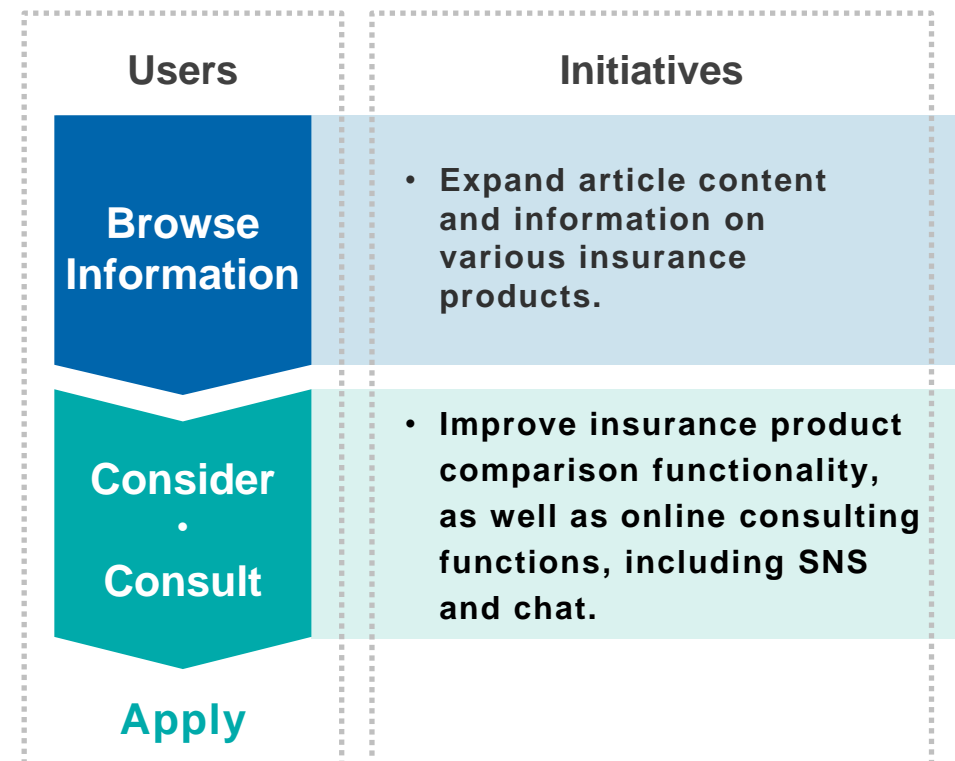 Users
Initiatives
Browse
Information
• Expand article content
and information on
various insurance
products.
Consider
・
Consult
• Improve insurance product
comparison functionality,
as well as online consulting
functions, including SNS
and chat.
Apply